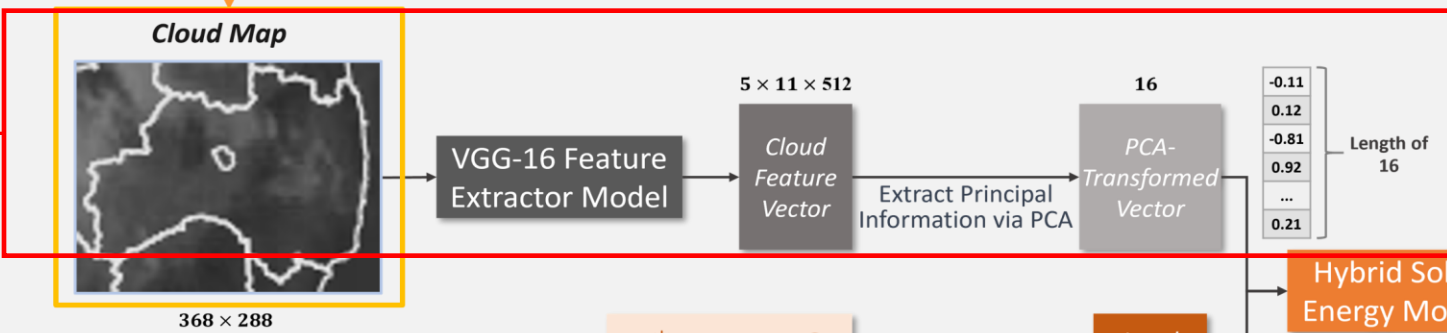 Cloud Map
5 × 11 × 512
16
-0.11
0.12
-0.81
0.92
...
0.21
Length of
16
VGG-16 Feature
Extractor Model
Cloud
Feature
Vector
Extract Principal
Information via PCA
PCA-
Transformed
Vector
368 × 288
Hybrid
Energy